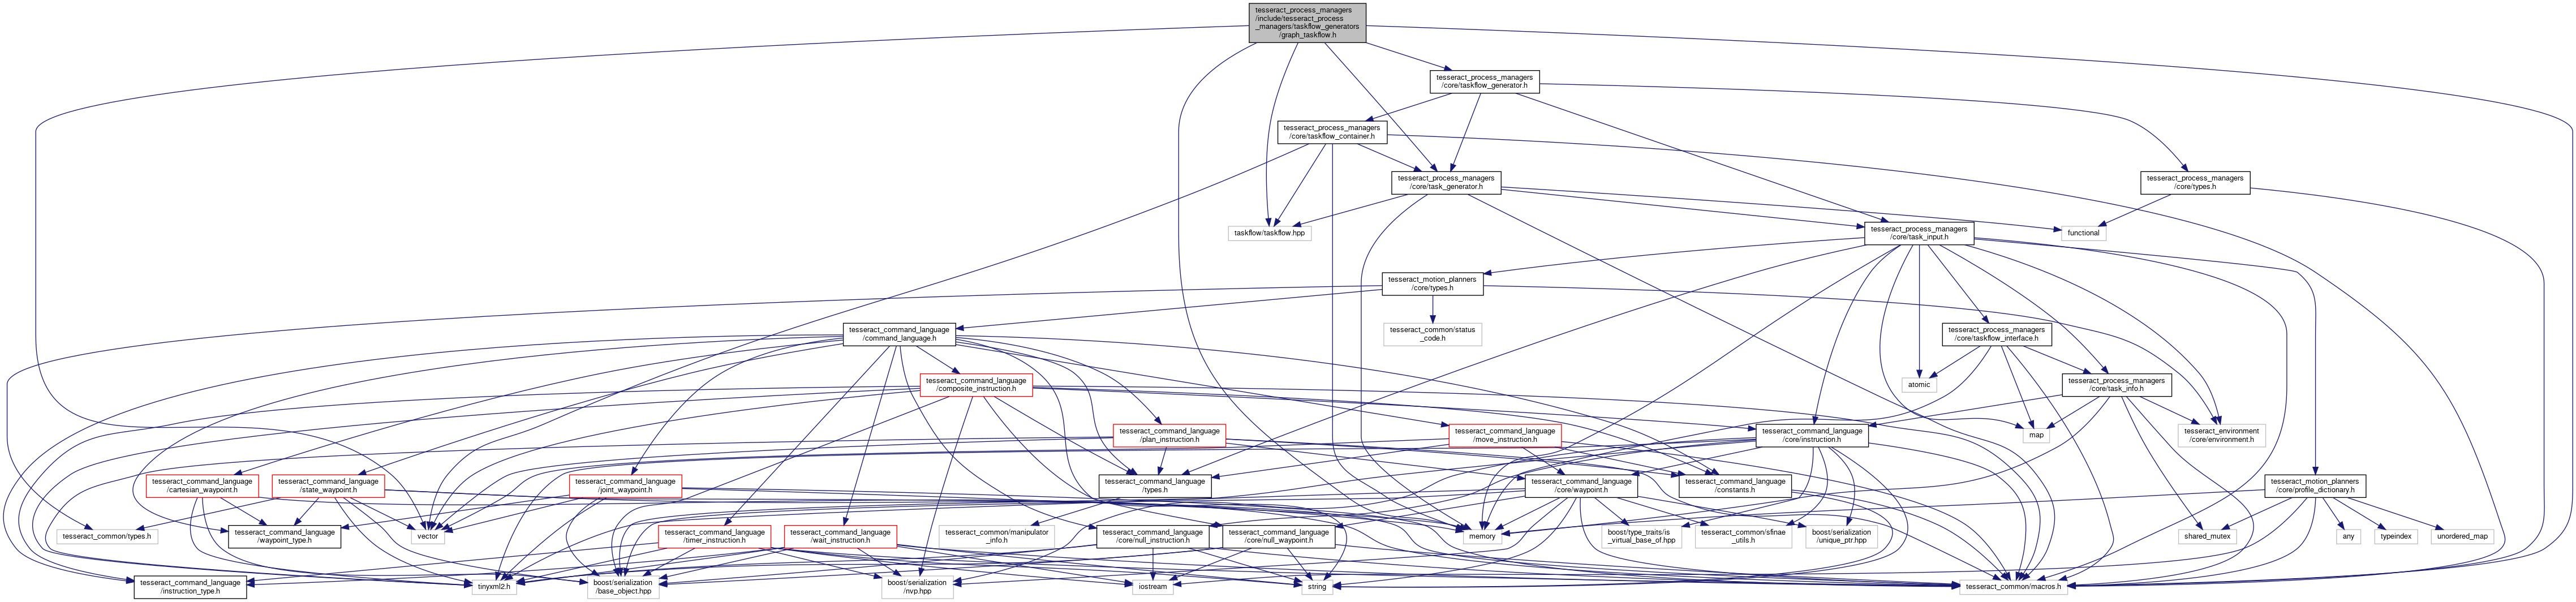 tesseract_process_managers
/include/tesseract_process
_managers/taskflow_generators
/graph_taskflow.h
tesseract_process_managers
/core/taskflow_generator.h
tesseract_process_managers
/core/taskflow_container.h
tesseract_process_managers
/core/task_generator.h
tesseract_process_managers
/core/types.h
taskflow/taskflow.hpp
tesseract_process_managers
/core/task_input.h
functional
tesseract_motion_planners
/core/types.h
tesseract_command_language
/command_language.h
tesseract_common/status
_code.h
tesseract_process_managers
/core/taskflow_interface.h
tesseract_command_language
/composite_instruction.h
atomic
tesseract_process_managers
/core/task_info.h
tesseract_command_language
/plan_instruction.h
tesseract_command_language
/move_instruction.h
tesseract_command_language
/core/instruction.h
map
tesseract_environment
/core/environment.h
tesseract_command_language
/cartesian_waypoint.h
tesseract_command_language
/state_waypoint.h
tesseract_command_language
/joint_waypoint.h
tesseract_command_language
/types.h
tesseract_command_language
/core/waypoint.h
tesseract_command_language
/constants.h
tesseract_motion_planners
/core/profile_dictionary.h
tesseract_common/types.h
tesseract_command_language
/waypoint_type.h
vector
tesseract_command_language
/timer_instruction.h
tesseract_command_language
/wait_instruction.h
tesseract_common/manipulator
_info.h
tesseract_command_language
/core/null_instruction.h
tesseract_command_language
/core/null_waypoint.h
memory
boost/type_traits/is
_virtual_base_of.hpp
tesseract_common/sfinae
_utils.h
boost/serialization
/unique_ptr.hpp
shared_mutex
any
typeindex
unordered_map
tesseract_command_language
/instruction_type.h
tinyxml2.h
boost/serialization
/base_object.hpp
boost/serialization
/nvp.hpp
iostream
string
tesseract_common/macros.h